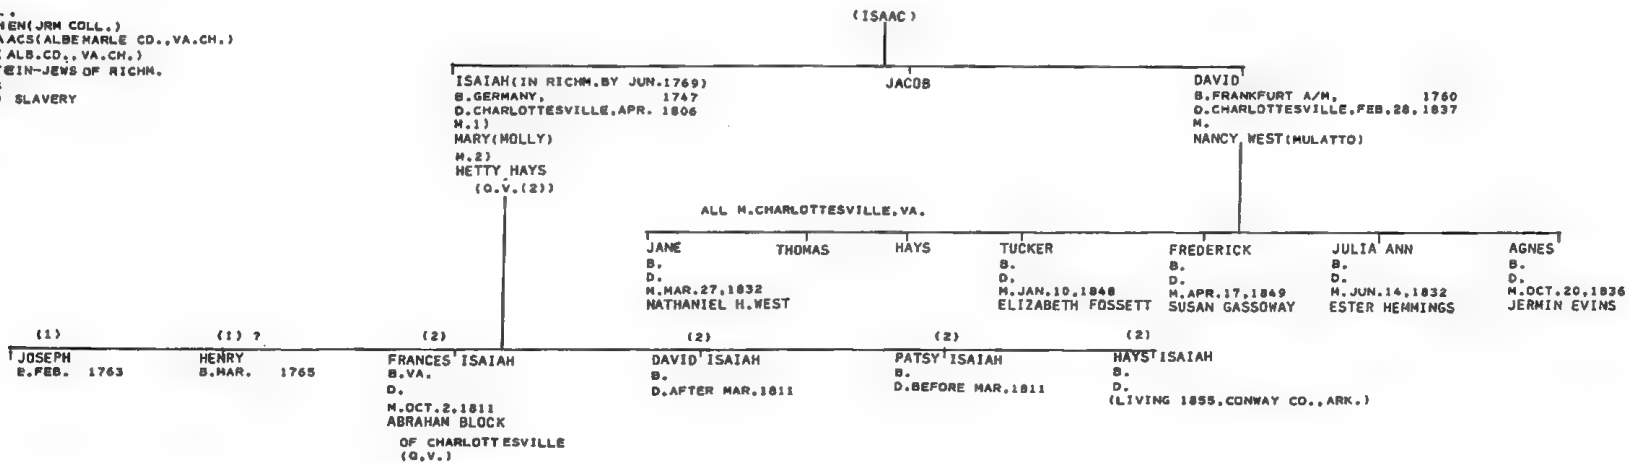 HEN(JRM COLL.)
AACS(ALBEMARLE CO.,VA.CH.)
ALB.CO., VA.CH.)
TEIN-JEWS OF RICHM.
SLAVERY
(ISAAC)
ISAIAH(IN RICHM.BY JUN.1769)
B.GERMANY, 1747
D.CHARLOTTESVILLE,APR. 1806
M.1)
MARY(MOLLY)
M.2)
HETTY HAYS
(Q.V.(2))
JACOB
DAVID
B.FRANKFURT A/M, 1760
D.CHARLOTTESVILLE,FEB,28,1837
M.
NANCY WEST(MULATTO)
ALL M.CHARLOTTESVILLE,VA.
JANE
B.
D.
M.MAR.27,1832
NATHANIEL H.WEST
THOMAS
HAYS
TUCKER
B.
D.
M.JAN.10,1848
ELIZABETH FOSSETT
FREDERICK
B.
D.
M.APR.17,1849
SUSAN GASSOWAY
JULIA ANN
B.
D.
M.JUN.14,1832
ESTER HEMMINGS
AGNES
B.
D.
M.OCT.20,1836
JERMIN EVINS
(1)
JOSEPH
B.FEB. 1763
(1) ?
HENRY
B.MAR. 1765
(2)
FRANCES ISAIAH
B.VA.
D.
M.OCT.2,1811
ABRAHAM BLOCK
OF CHARLOTTESVILLE
(Q.V.)
(2)
DAVID ISAIAH
B.
D.AFTER MAR.1811
(2)
PATSY ISAIAH
B.
D.BEFORE MAR.1811
(2)
HAYS ISAIAH
B.
D.
(LIVING 1855,CONWAY CO.,ARK.)